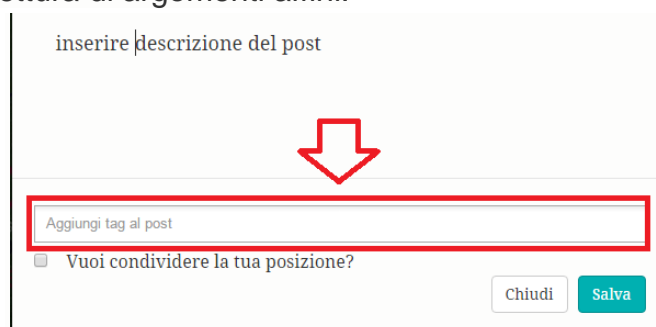 inserire descrizione del post
Aggiungi tag al post
Vuoi condividere la tua posizione?
Chiudi Salva